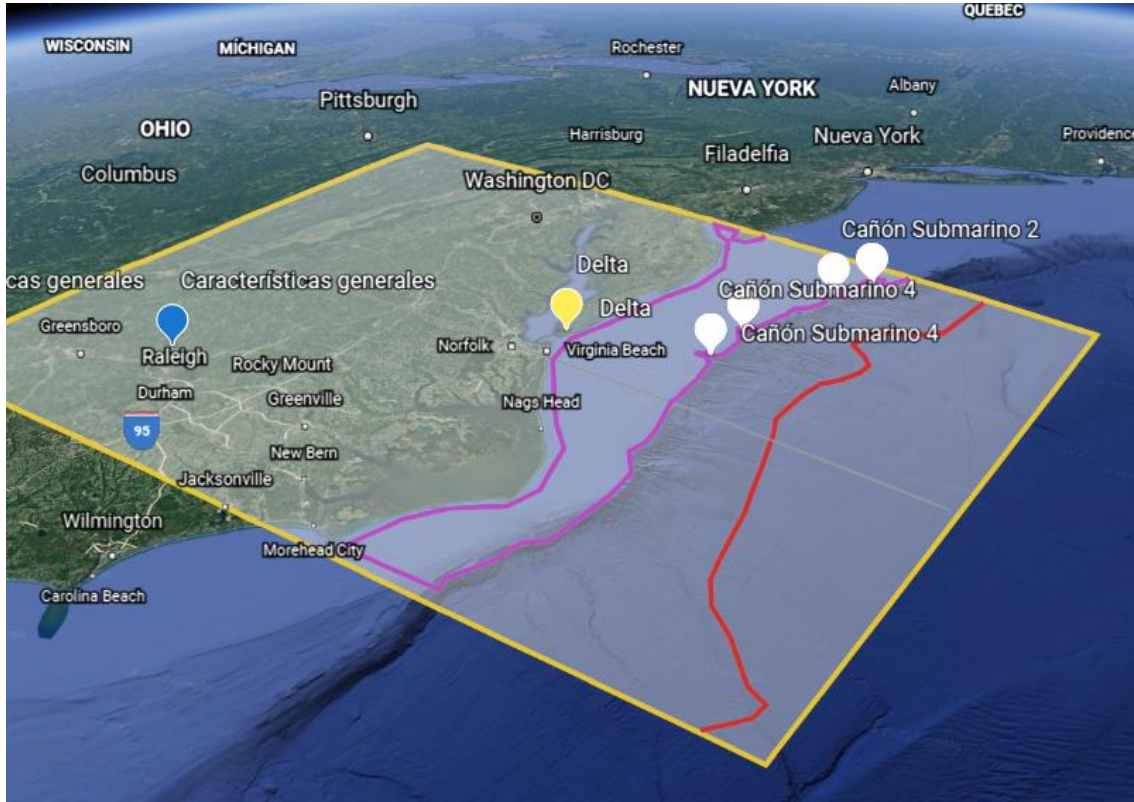 QUEBEC
WISCONSIN
MÍCHIGAN
Rochester
Pittsburgh
NUEVA YORK
Albany
OHIO
Harrisburg
Nueva York
Providence
Columbus
Filadelfia
Washington DC
Cañón Submarino 2
Delta
cas generales
Características generales
Cañón Submarino 4
Delta
Greensboro
Cañón Submarino 4
Raleigh
Norfolk
Virginia Beach
Rocky Mount
Durham
Greenville
Nags Head
95
New Bern
Jacksonville
Wilmington
Morehead City
Carolina Beach